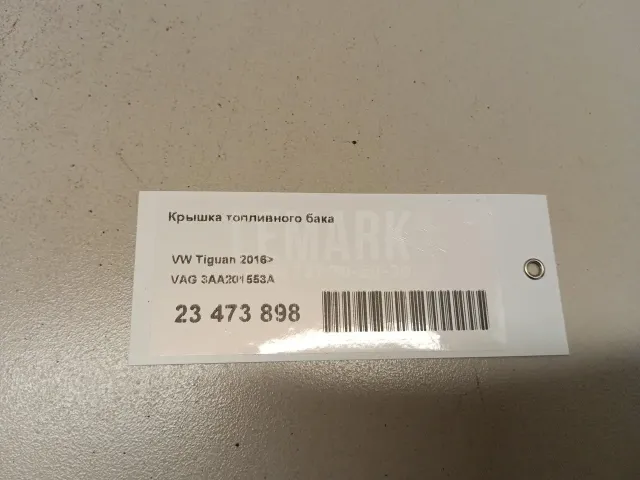 Крышка топливного бака
VW Tiguan 2016>
VAG 3AA201553A
23 473 898